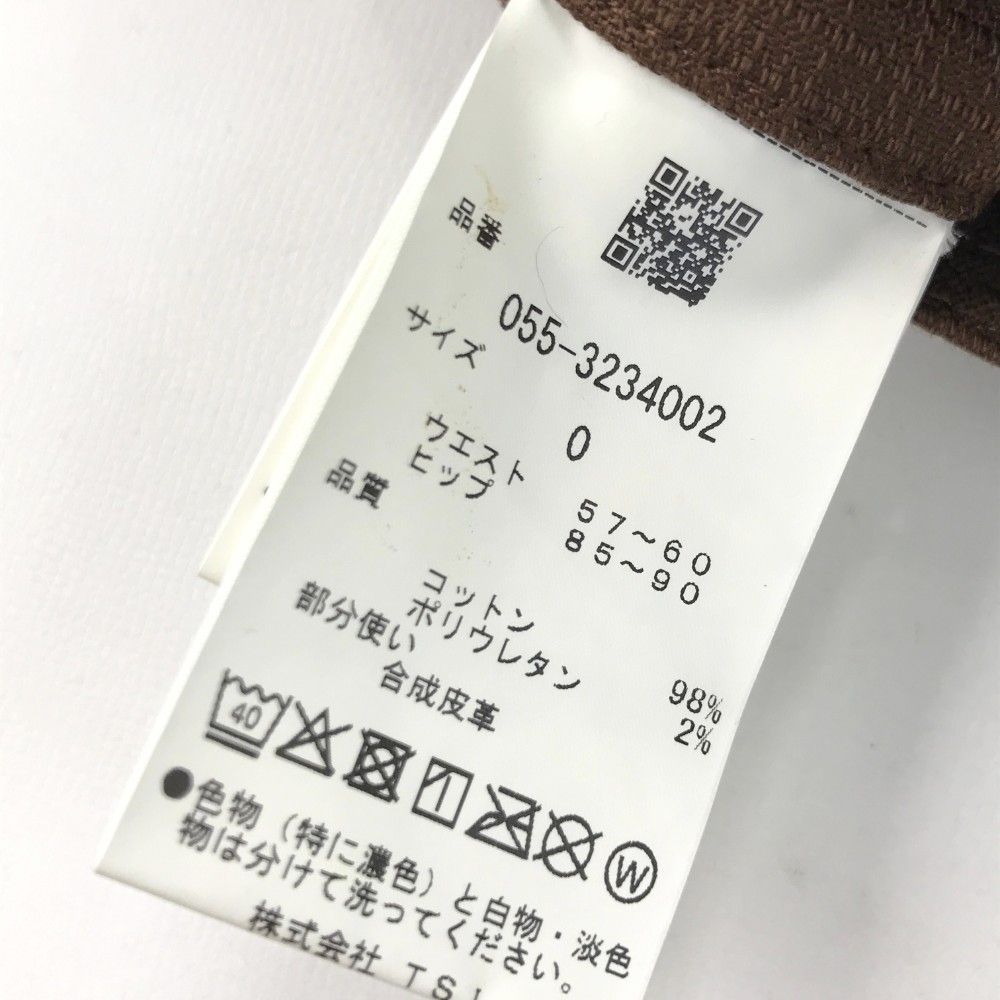 品番
055-3234002
サイズ
0
ウエスト 57～60
ヒップ 85～90
品質
コットン 98%
ポリウレタン 2%
部分使い
合成皮革
40
W
●色物(特に濃色)と白物・淡色
物は分けて洗ってください。
株式会社 TSI